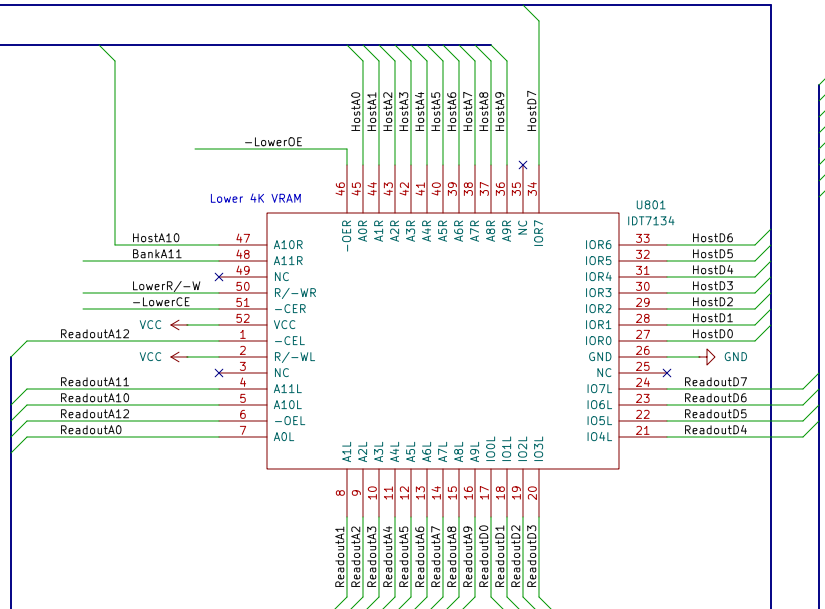 HostA0
HostA1
HostA2
HostA3
HostA4
HostA5
HostA6
HostA7
HostA8
HostA9
HostD7
-LowerOE
46
45
44
43
42
41
40
39
38
37
36
35
34
Lower 4K VRAM
U801
IDT7134
-OER
A0R
A1R
A2R
A3R
A4R
A5R
A6R
A7R
A8R
A9R
NC
IOR7
HostA10 47 A10R
BankA11 48 A11R
49 NC
LowerR/-W 50 R/-WR
-LowerCE 51 -CER
VCC 52 VCC
ReadoutA12 1 -CEL
VCC 2 R/-WL
3 NC
ReadoutA11 4 A11L
ReadoutA10 5 A10L
ReadoutA12 6 -OEL
ReadoutA0 7 A0L
IOR6 33 HostD6
IOR5 32 HostD5
IOR4 31 HostD4
IOR3 30 HostD3
IOR2 29 HostD2
IOR1 28 HostD1
IOR0 27 HostD0
GND 26 GND
NC 25
IO7L 24 ReadoutD7
IO6L 23 ReadoutD6
IO5L 22 ReadoutD5
IO4L 21 ReadoutD4
A1L
A2L
A3L
A4L
A5L
A6L
A7L
A8L
A9L
IO0L
IO1L
IO2L
IO3L
8
9
10
11
12
13
14
15
16
17
18
19
20
ReadoutA1
ReadoutA2
ReadoutA3
ReadoutA4
ReadoutA5
ReadoutA6
ReadoutA7
ReadoutA8
ReadoutA9
ReadoutD0
ReadoutD1
ReadoutD2
ReadoutD3